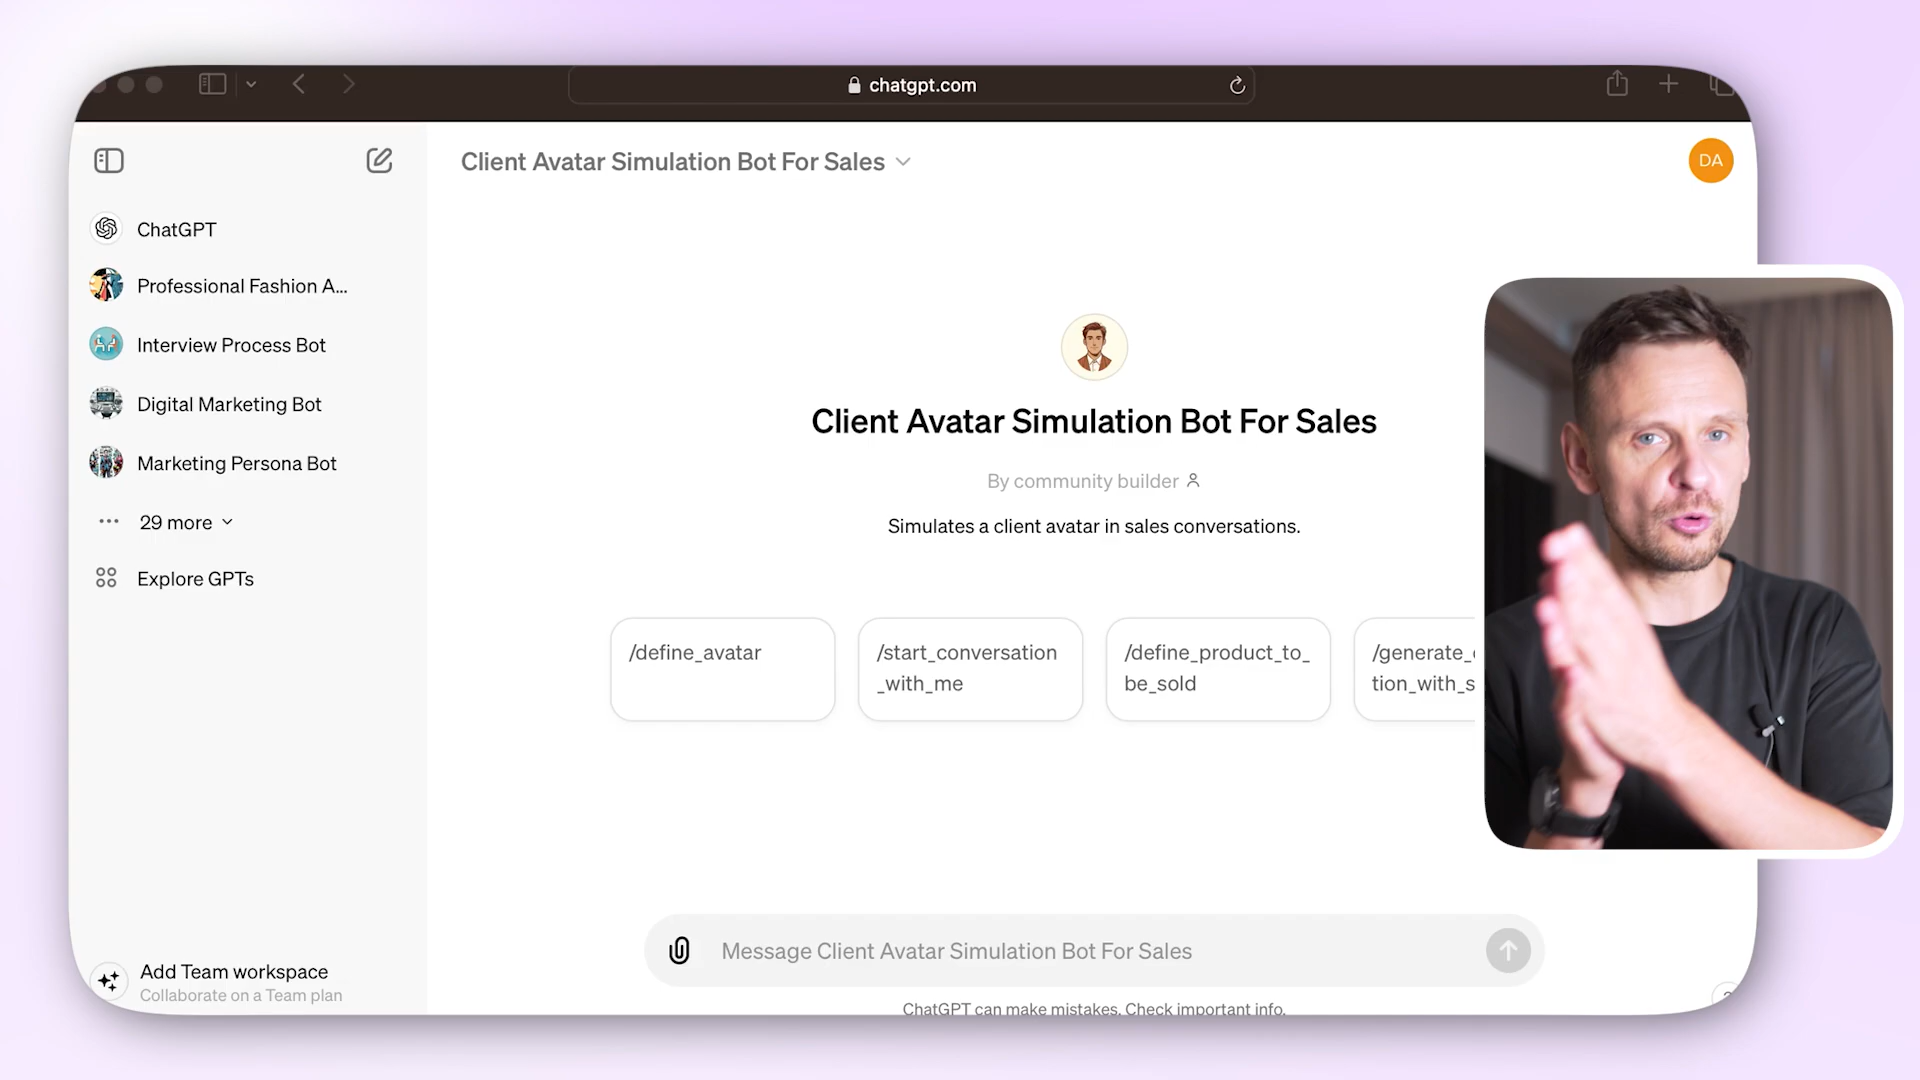 chatgpt.com
Client Avatar Simulation Bot For Sales
DA
ChatGPT
Professional Fashion A...
Interview Process Bot
Digital Marketing Bot
Marketing Persona Bot
29 more
Explore GPTs
Client Avatar Simulation Bot For Sales
By community builder
Simulates a client avatar in sales conversations.
/define_avatar
/start_conversation
_with_me
/define_product_to_
be_sold
/generate_
tion_with_s
Add Team workspace
Collaborate on a Team plan
Message Client Avatar Simulation Bot For Sales
ChatGPT can make mistakes. Check important info.